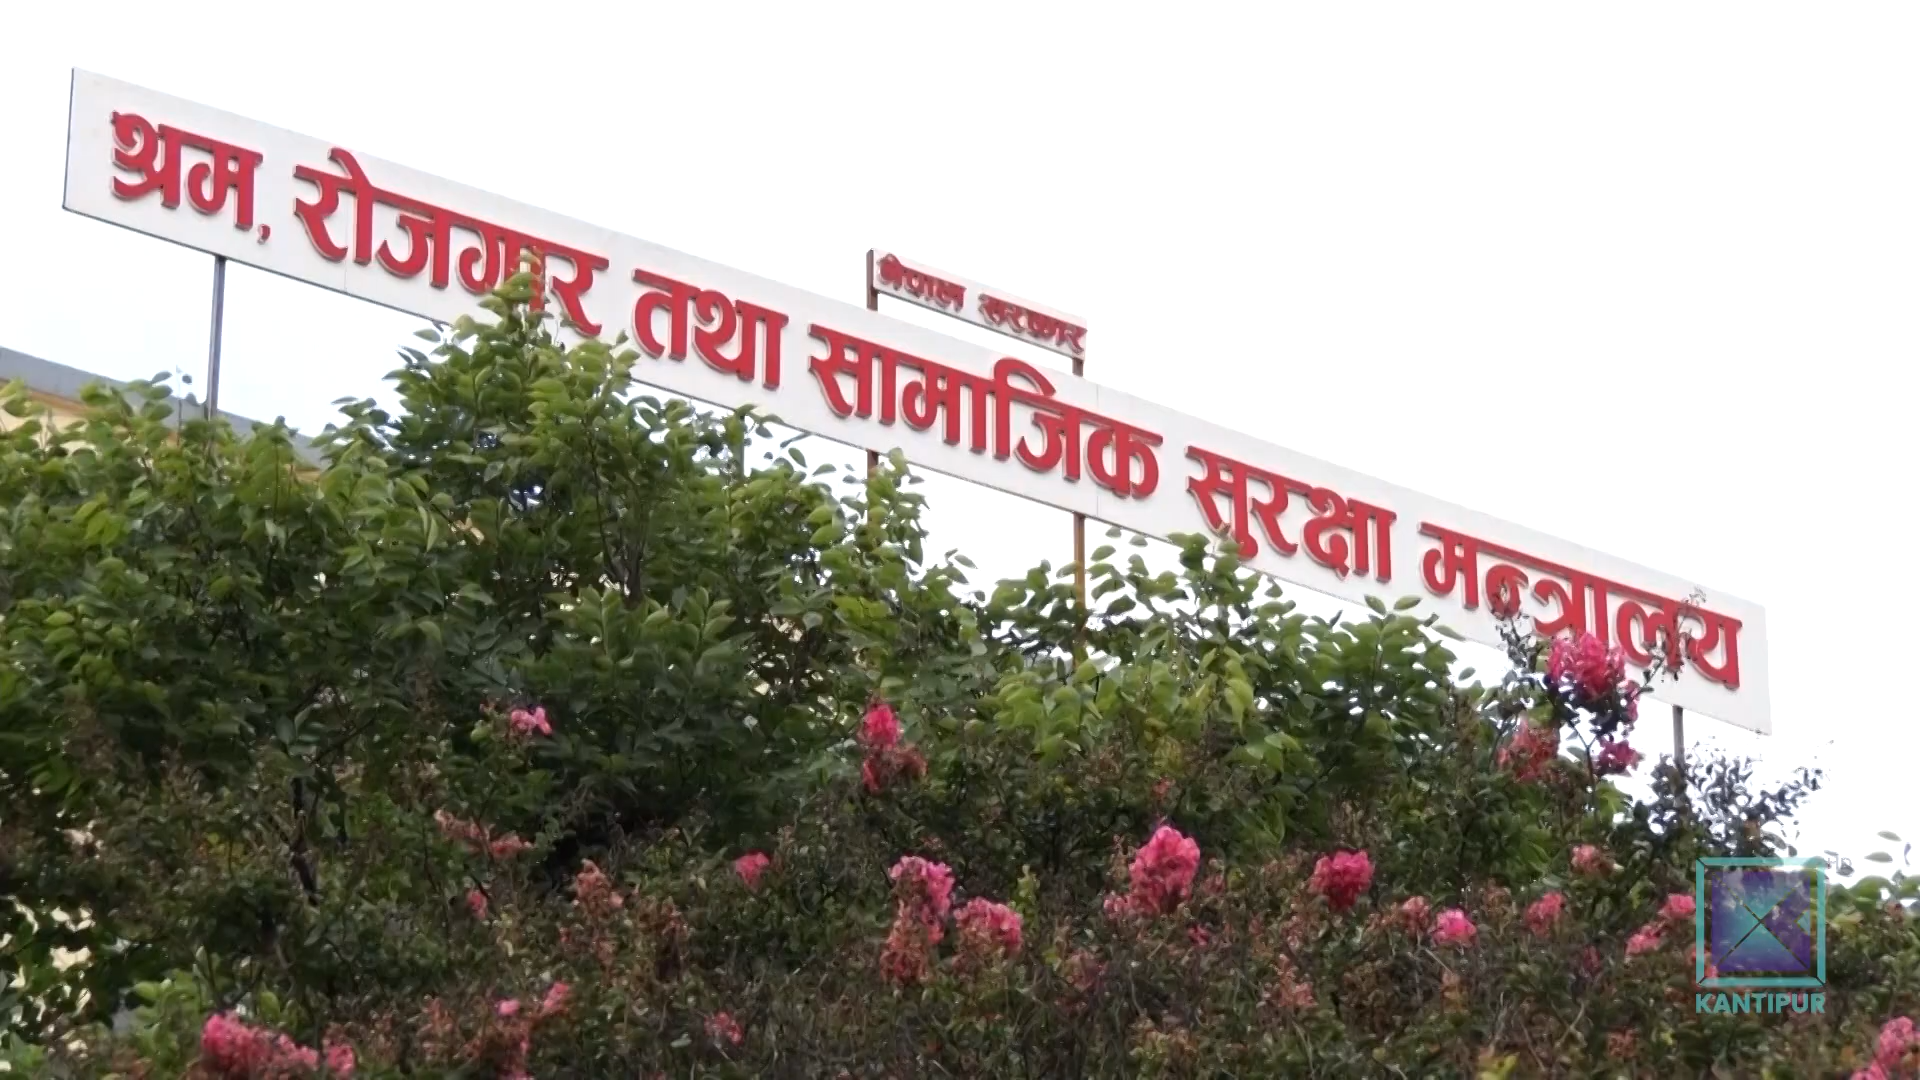 नेपाल सरकार
श्रम, रोजगार तथा सामाजिक सुरक्षा मन्त्रालय
KANTIPUR